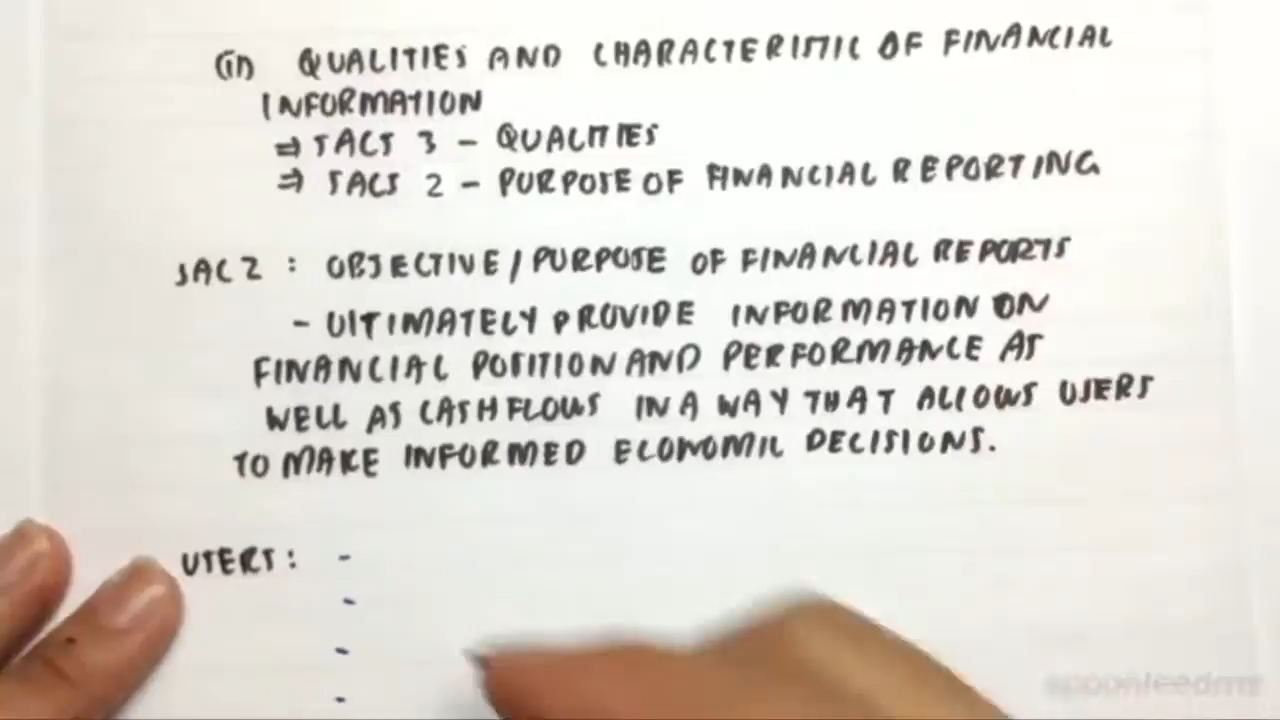 (ii) QUALITIES AND CHARACTERISTIC OF FINANCIAL
INFORMATION
⇒ SACS 3 - QUALITIES
⇒ SACS 2 - PURPOSE OF FINANCIAL REPORTING
SAC 2 : OBJECTIVE / PURPOSE OF FINANCIAL REPORTS
- ULTIMATELY PROVIDE INFORMATION ON
FINANCIAL POSITION AND PERFORMANCE AS
WELL AS CASHFLOWS IN A WAY THAT ALLOWS USERS
TO MAKE INFORMED ECONOMIC DECISIONS.
USERS : -
-
-
-
spoonfeedme